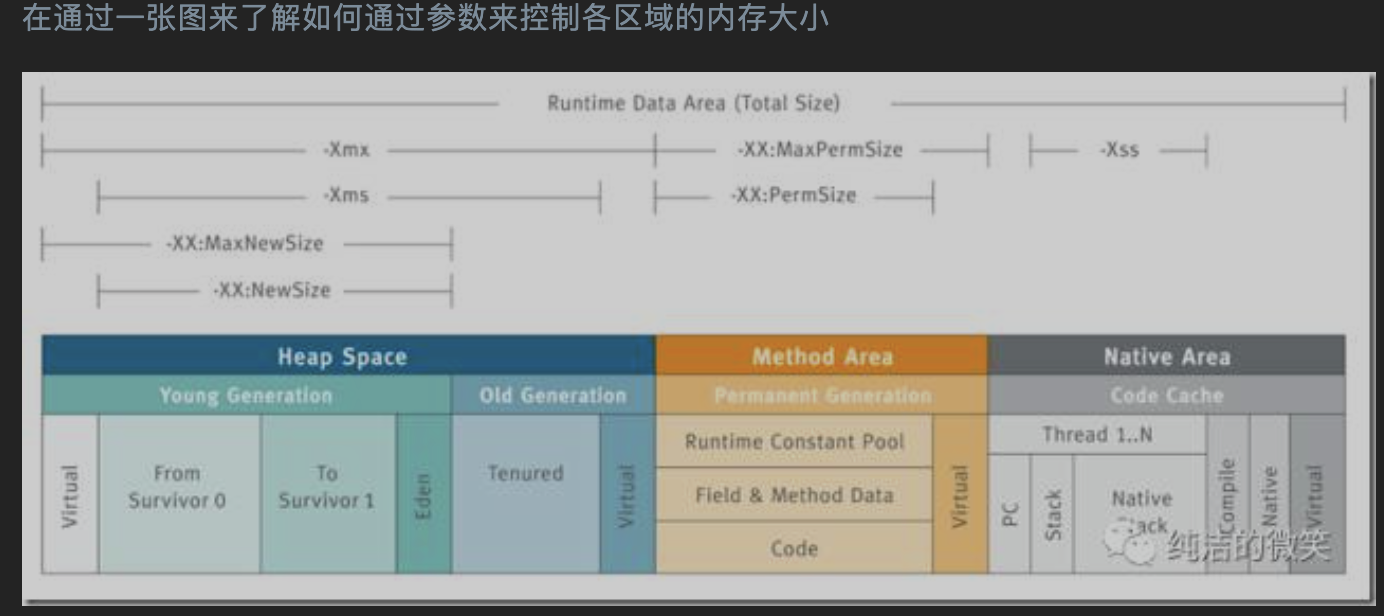 在通过一张图来了解如何通过参数来控制各区域的内存大小
Runtime Data Area (Total Size)
-Xmx
-XX:MaxPermSize
-Xss
-Xms
-XX:PermSize
-XX:MaxNewSize
-XX:NewSize
Heap Space
Method Area
Native Area
Young Generation
Old Generation
Permanent Generation
Code Cache
Virtual
From
Survivor 0
To
Survivor 1
Eden
Tenured
Virtual
Runtime Constant Pool
Field & Method Data
Code
Virtual
Thread 1..N
PC
Stack
Native
Stack
Compile
Native
Virtual
纯洁的微笑